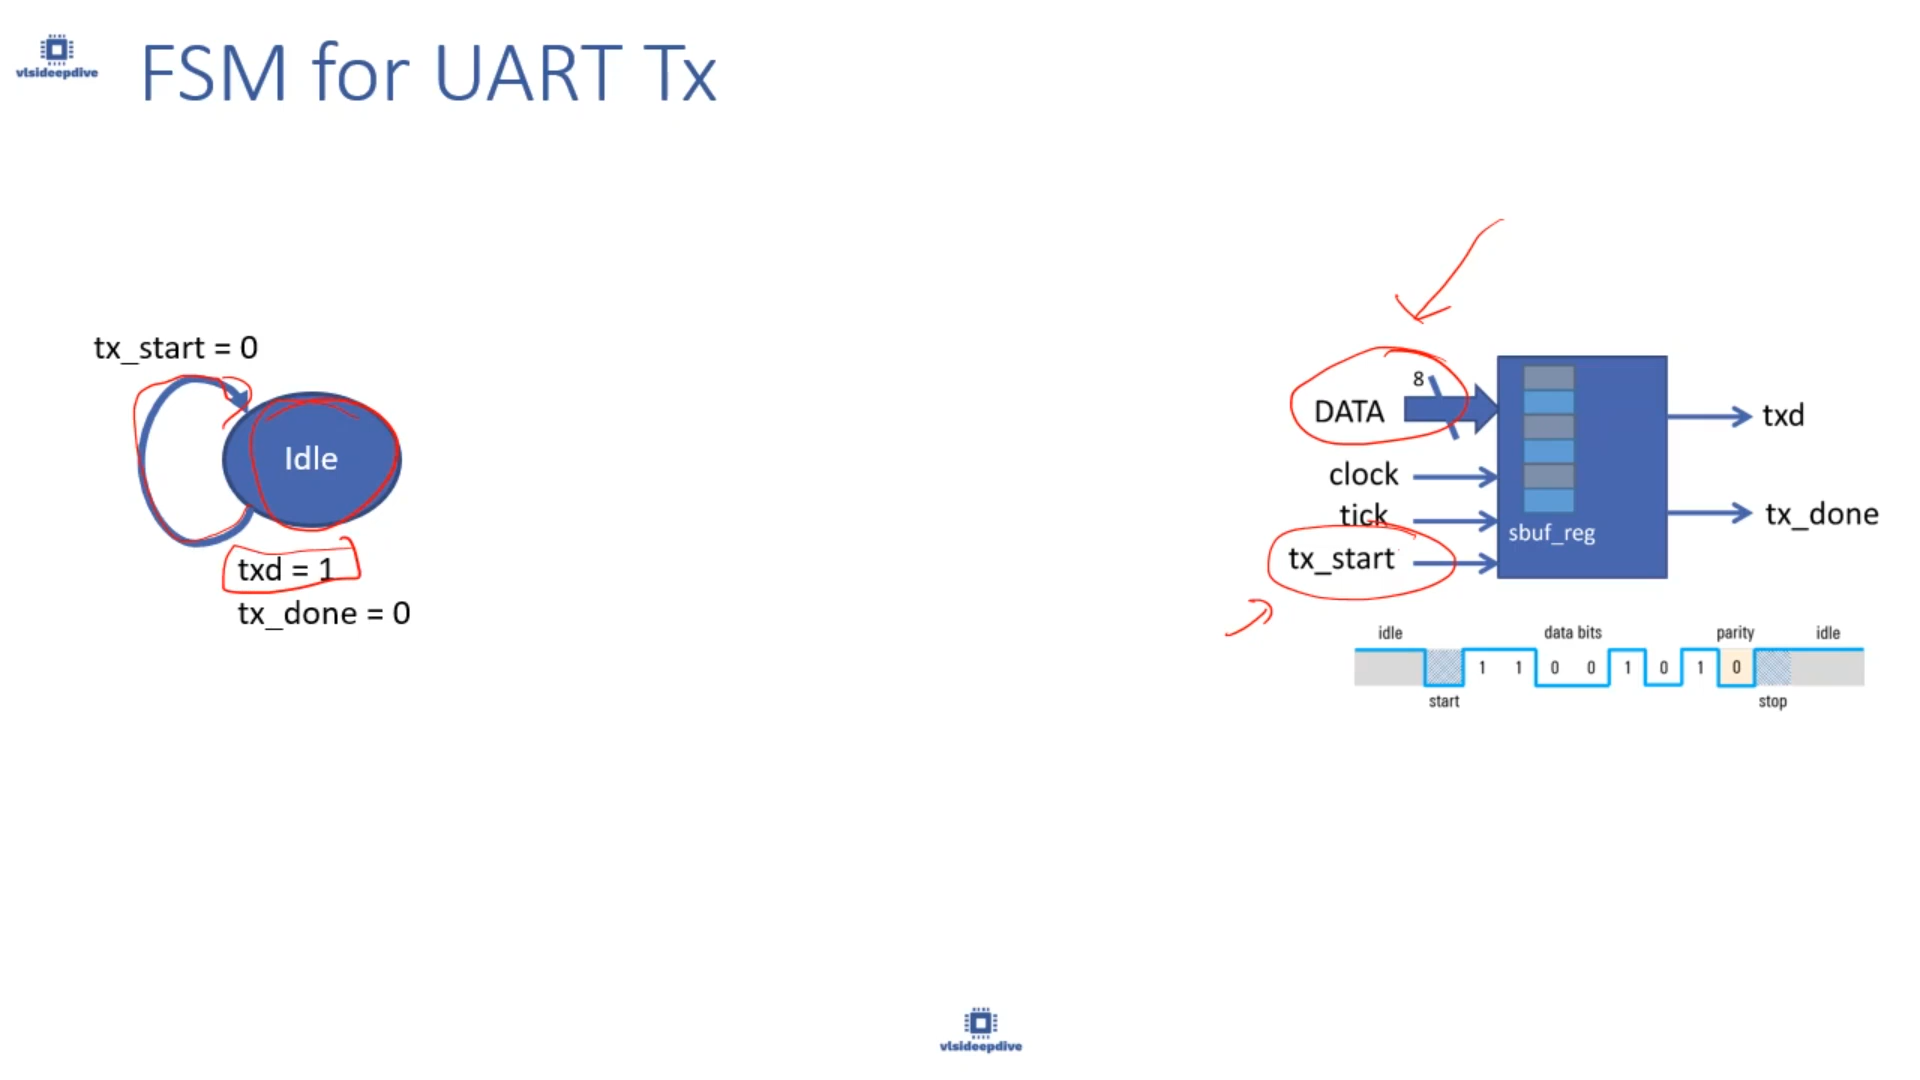 vlsideepdive
FSM for UART Tx
tx_start = 0
Idle
txd = 1
tx_done = 0
8
DATA
clock
tick
tx_start
sbuf_reg
txd
tx_done
idle data bits parity idle
1 1 0 0 1 0 1 0
start stop
vlsideepdive